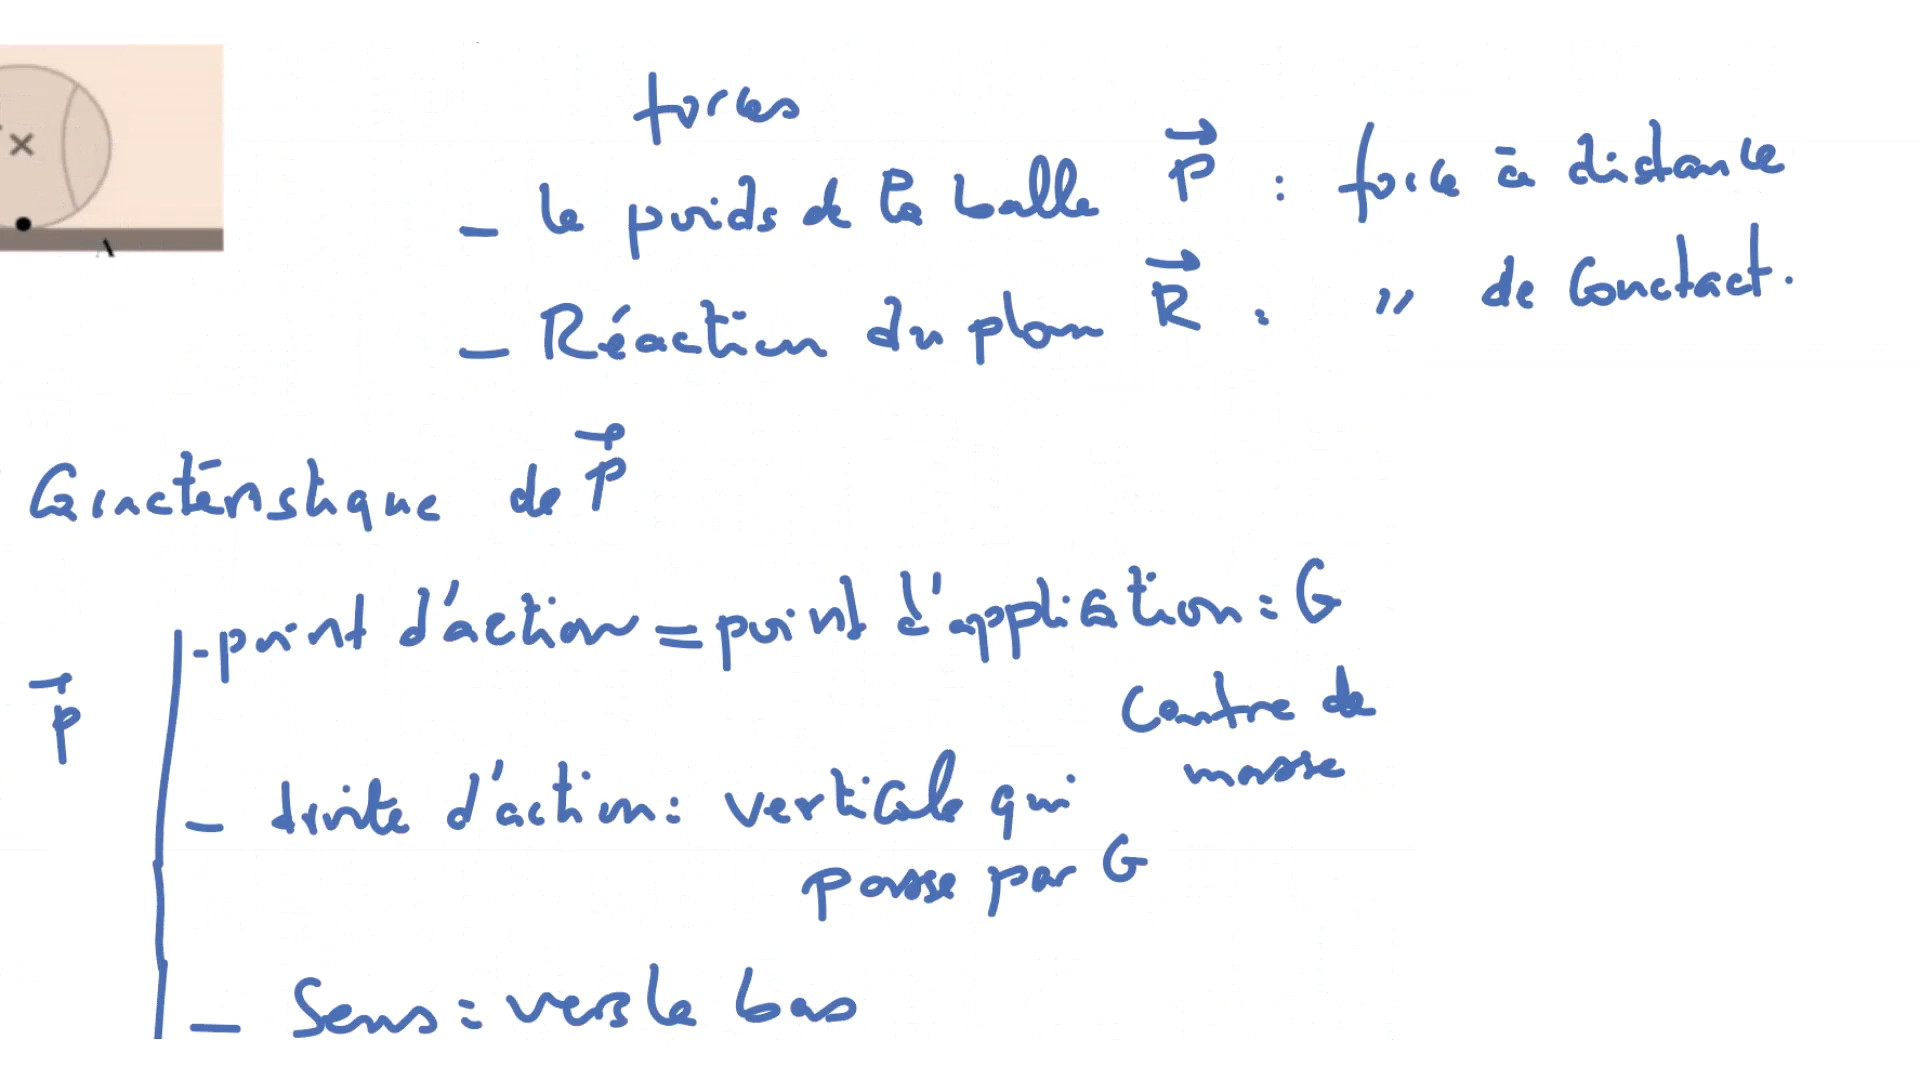 forces
- le poids de la balle P⃗ : force à distance
- Réaction du plan R⃗ : " de Conctact.
Caractéristique de P⃗
- point d'action = point d'application : G
Centre de masse
P⃗
- droite d'action : verticale qui
passe par G
- Sens : vers le bas
A